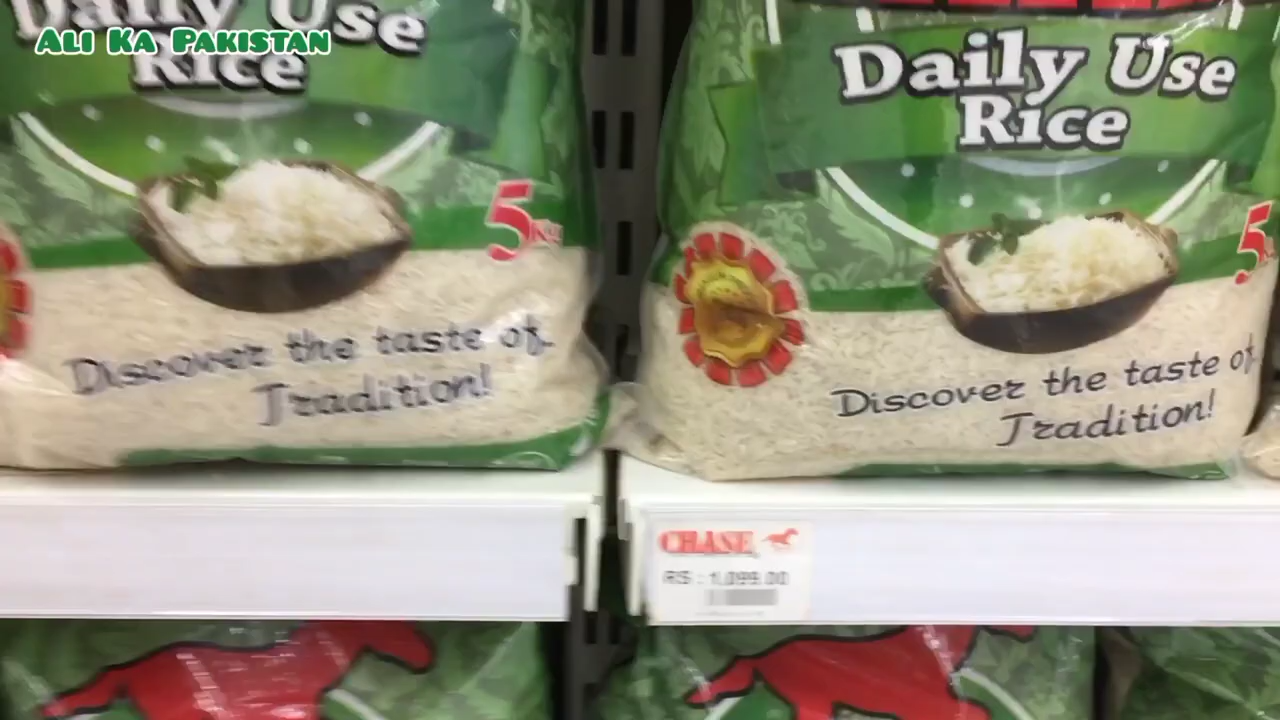 Daily Use
Rice
ALI KA PAKISTAN
5Kg
Discover the taste of
Tradition!
Daily Use
Rice
5
Discover the taste of
Tradition!
CHASE
RS : 1,099.00